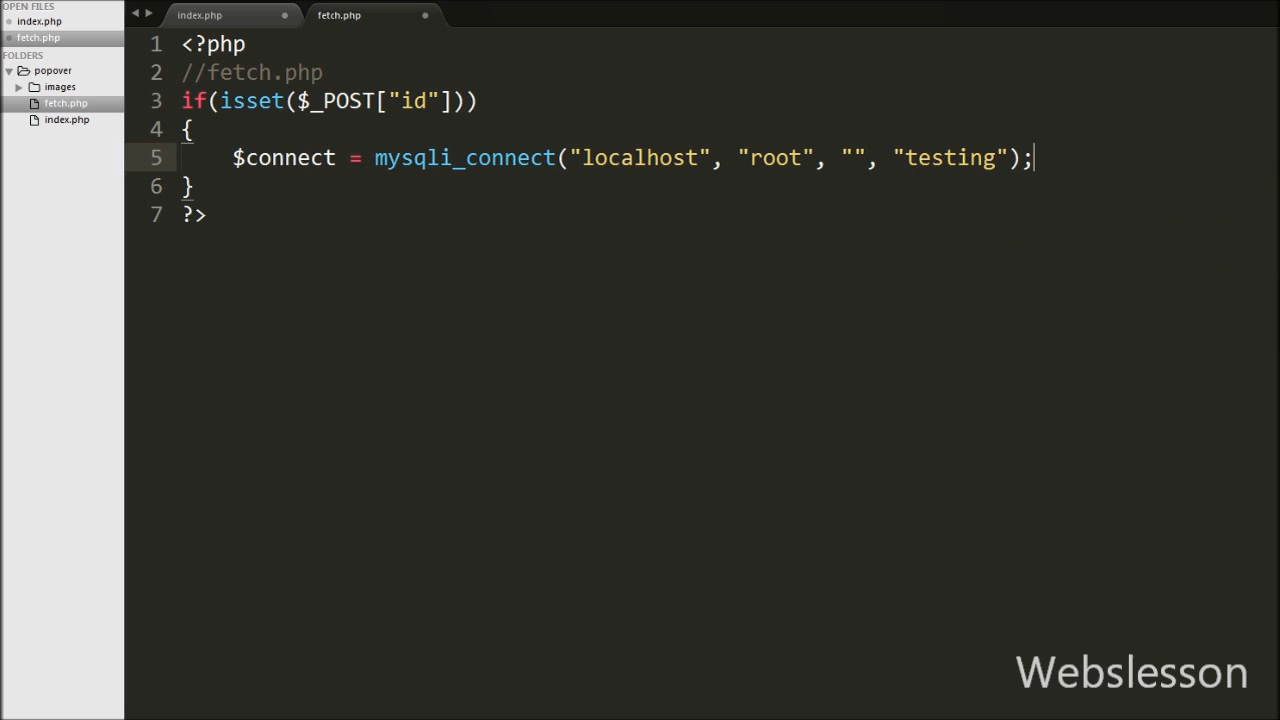 OPEN FILES
index.php
fetch.php
FOLDERS
popover
images
fetch.php
index.php
index.php
fetch.php
1 <?php
2 //fetch.php
3 if(isset($_POST["id"]))
4 {
5 $connect = mysqli_connect("localhost", "root", "", "testing");
6 }
7 ?>
Webslesson